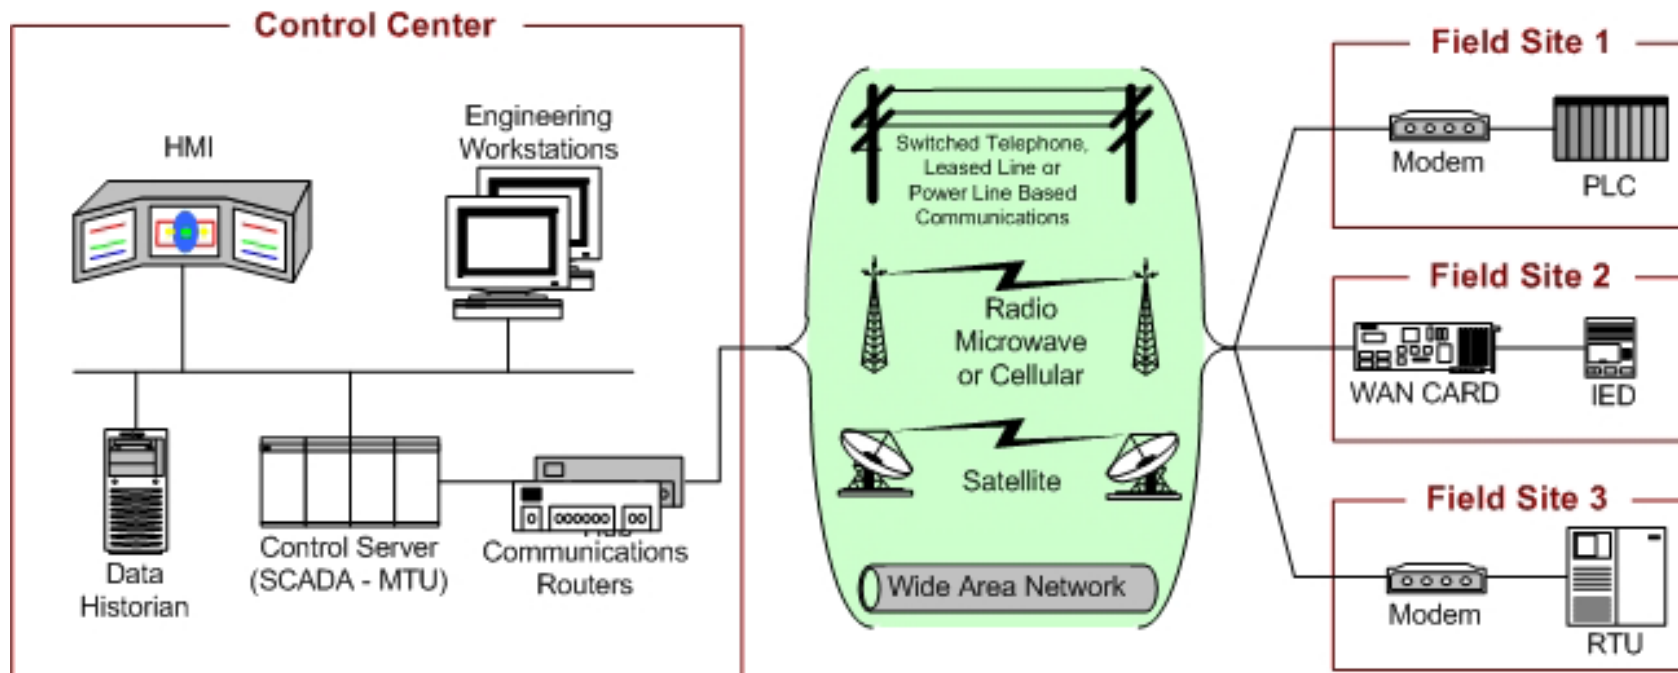 Control Center
HMI
Engineering
Workstations
Data
Historian
Control Server
(SCADA - MTU)
Communications
Routers
Switched Telephone,
Leased Line or
Power Line Based
Communications
Radio
Microwave
or Cellular
Satellite
Wide Area Network
Field Site 1
Modem
PLC
Field Site 2
WAN CARD
IED
Field Site 3
Modem
RTU